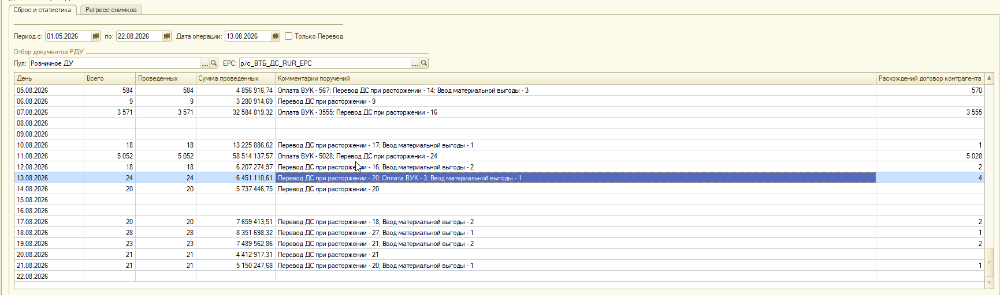 Сброс и статистика Регресс снимков
Период с: 01.05.2026 по: 22.08.2026 Дата операции: 13.08.2026 Только Перевод
Отбор документов РДУ
Пул: Розничное ДУ ... ЕРС: р/с_ВТБ_ДС_RUR_ЕРС ...
День Всего Проведенных Сумма проведенных Комментарии поручений Расхождений договор контрагента
05.08.2026 584 584 4 856 916,74 Оплата ВУК - 567; Перевод ДС при расторжении - 14; Ввод материальной выгоды - 3 570
06.08.2026 9 9 3 280 914,69 Перевод ДС при расторжении - 9
07.08.2026 3 571 3 571 32 584 819,32 Оплата ВУК - 3555; Перевод ДС при расторжении - 16 3 555
08.08.2026
09.08.2026
10.08.2026 18 18 13 225 886,62 Перевод ДС при расторжении - 17; Ввод материальной выгоды - 1 1
11.08.2026 5 052 5 052 58 514 137,57 Оплата ВУК - 5028; Перевод ДС при расторжении - 24 5 028
12.08.2026 18 18 6 207 274,97 Перевод ДС при расторжении - 16; Ввод материальной выгоды - 2 2
13.08.2026 24 24 6 451 110,61 Перевод ДС при расторжении - 20; Оплата ВУК - 3; Ввод материальной выгоды - 1 4
14.08.2026 20 20 5 737 446,75 Перевод ДС при расторжении - 20
15.08.2026
16.08.2026
17.08.2026 20 20 7 659 413,51 Перевод ДС при расторжении - 18; Ввод материальной выгоды - 2 2
18.08.2026 28 28 8 351 698,32 Перевод ДС при расторжении - 27; Ввод материальной выгоды - 1 1
19.08.2026 23 23 7 489 562,86 Перевод ДС при расторжении - 21; Ввод материальной выгоды - 2 2
20.08.2026 21 21 4 412 917,31 Перевод ДС при расторжении - 21
21.08.2026 21 21 5 150 247,68 Перевод ДС при расторжении - 20; Ввод материальной выгоды - 1 1
22.08.2026